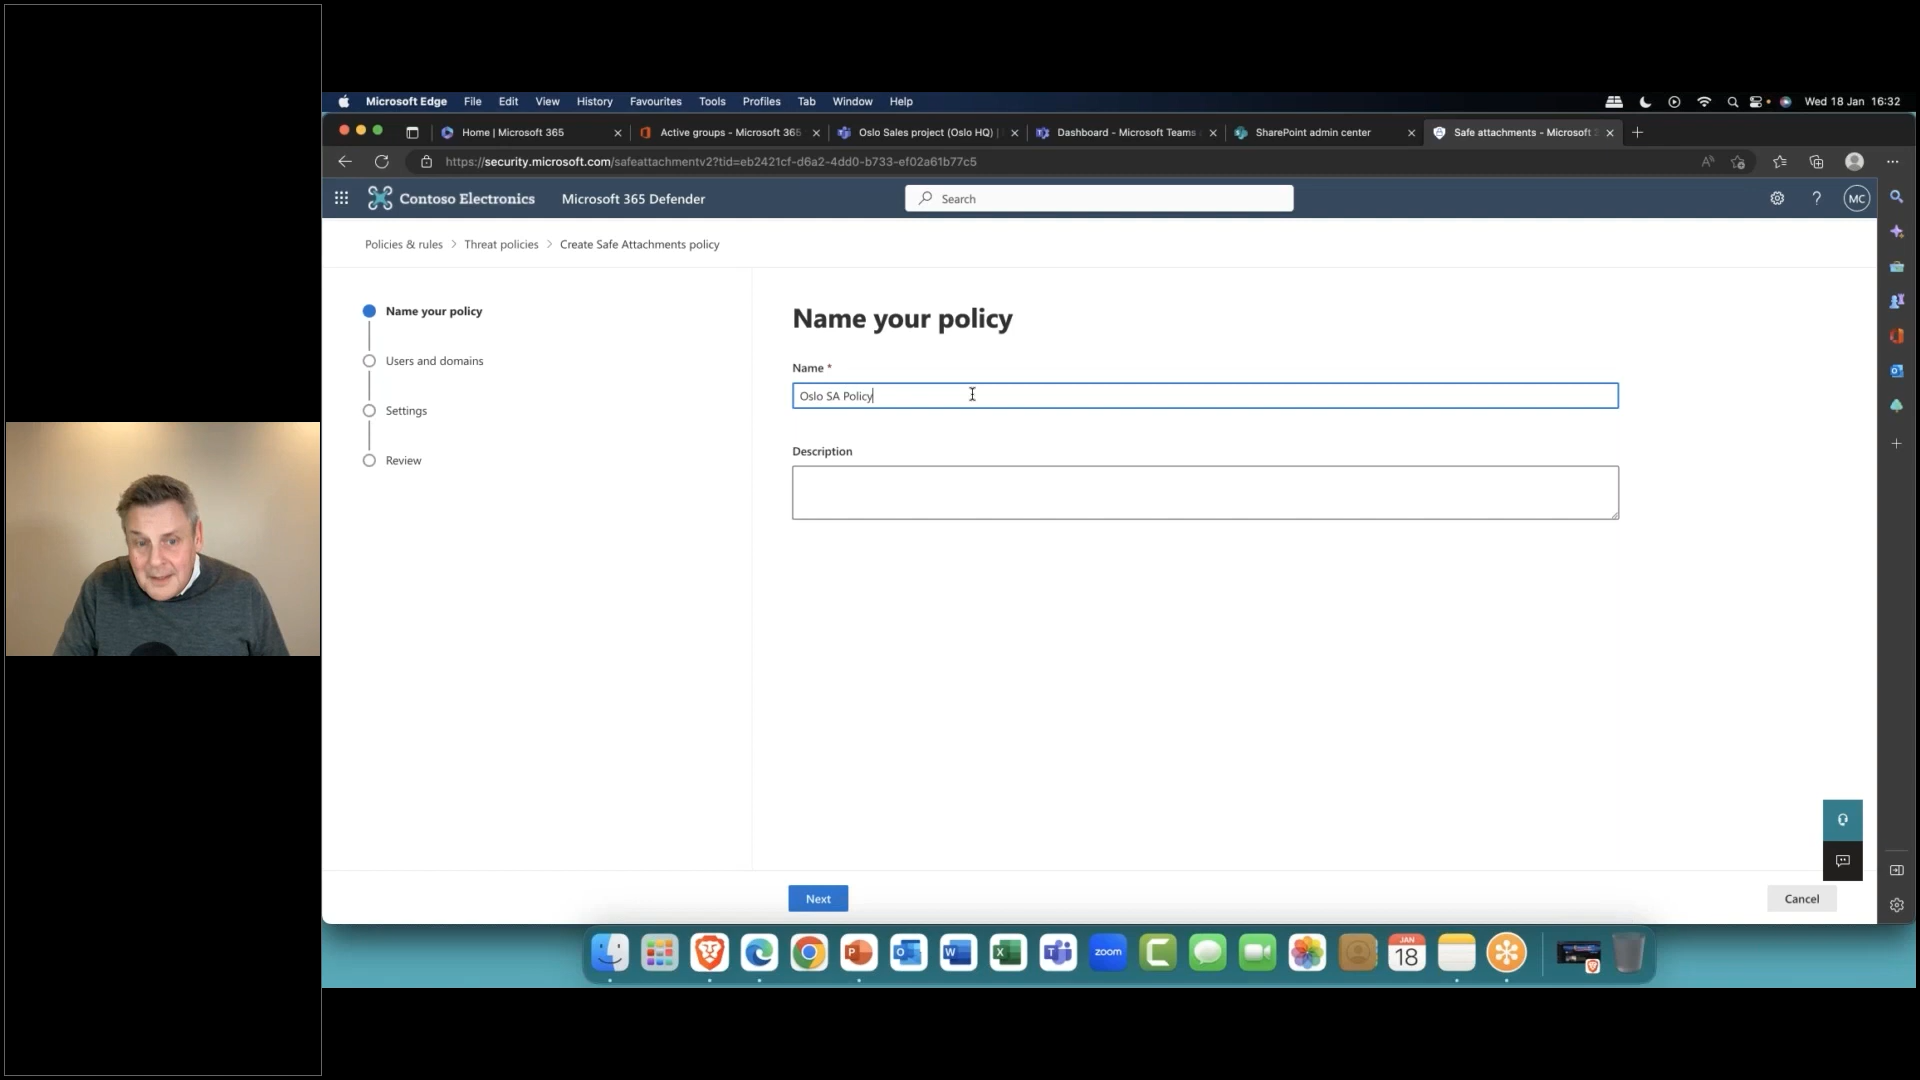 Microsoft Edge File Edit View History Favourites Tools Profiles Tab Window Help Wed 18 Jan 16:32
Home | Microsoft 365 Active groups - Microsoft 365 Oslo Sales project (Oslo HQ) | Dashboard - Microsoft Teams SharePoint admin center Safe attachments - Microsoft
https://security.microsoft.com/safeattachmentv2?tid=eb2421cf-d6a2-4dd0-b733-ef02a61b77c5
Contoso Electronics Microsoft 365 Defender Search ? MC
Policies & rules > Threat policies > Create Safe Attachments policy
Name your policy
Users and domains
Settings
Review
Name your policy
Name *
Oslo SA Policy
Description
Next Cancel
zoom
JAN
18